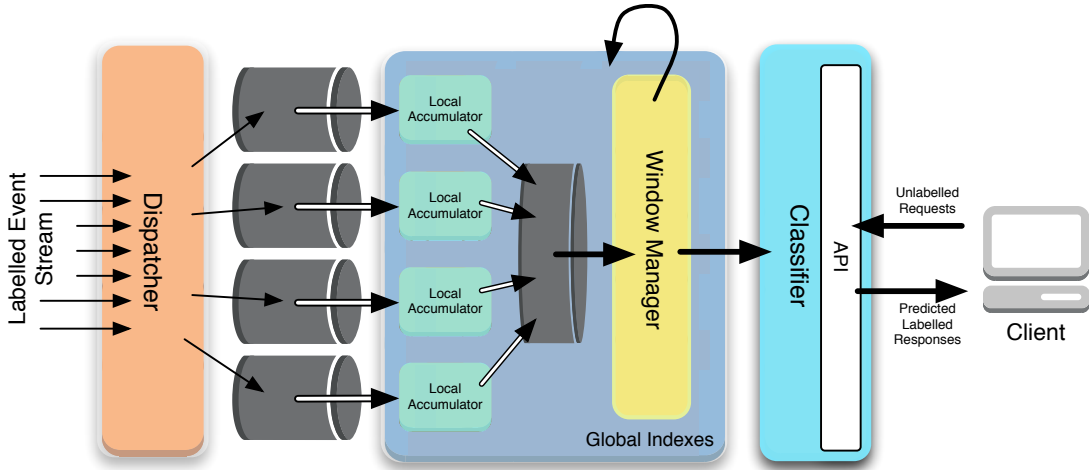 Labelled Event
Stream
Dispatcher
Local
Accumulator
Local
Accumulator
Local
Accumulator
Local
Accumulator
Window Manager
Global Indexes
Classifier
API
Unlabelled
Requests
Predicted
Labelled
Responses
Client